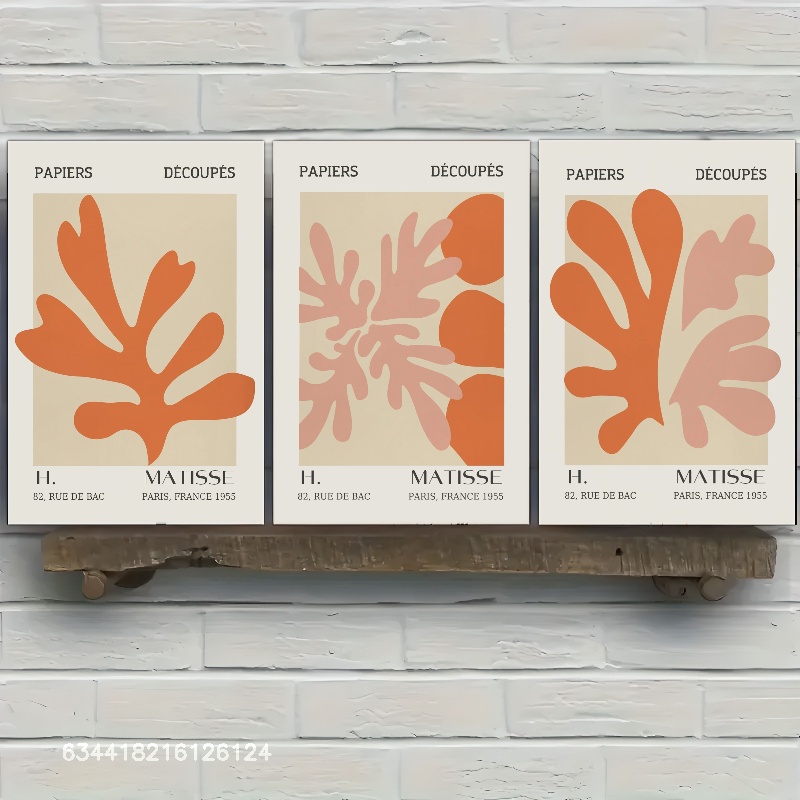 PAPIERS DÉCOUPÉS
H. MATISSE
82, RUE DE BAC PARIS, FRANCE 1955
PAPIERS DÉCOUPÉS
H. MATISSE
82, RUE DE BAC PARIS, FRANCE 1955
PAPIERS DÉCOUPÉS
H. MATISSE
82, RUE DE BAC PARIS, FRANCE 1955
634418216126124